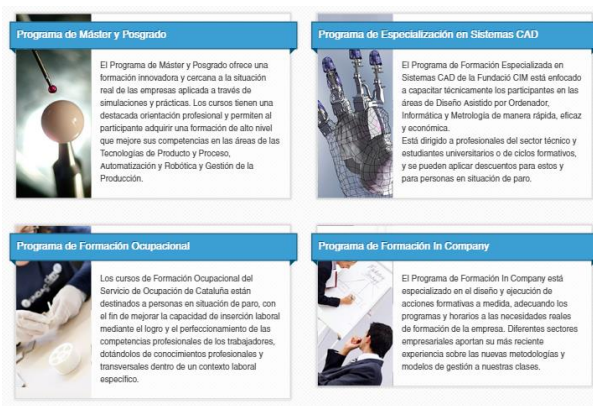 Programa de Máster y Posgrado
El Programa de Máster y Posgrado ofrece una
formación innovadora y cercana a la situación
real de las empresas aplicada a través de
simulaciones y prácticas. Los cursos tienen una
destacada orientación profesional y permiten al
participante adquirir una formación de alto nivel
que mejore sus competencias en las áreas de las
Tecnologías de Producto y Proceso,
Automatización y Robótica y Gestión de la
Producción.
Programa de Especialización en Sistemas CAD
El Programa de Formación Especializada en
Sistemas CAD de la Fundació CIM está enfocado
a capacitar técnicamente los participantes en las
áreas de Diseño Asistido por Ordenador,
Informática y Metrología de manera rápida, eficaz
y económica.
Está dirigido a profesionales del sector técnico y
estudiantes universitarios o de ciclos formativos,
y se pueden aplicar descuentos para estos y
para personas en situación de paro.
Programa de Formación Ocupacional
Los cursos de Formación Ocupacional del
Servicio de Ocupación de Cataluña están
destinados a personas en situación de paro, con
el fin de mejorar la capacidad de inserción laboral
mediante el logro y el perfeccionamiento de las
competencias profesionales de los trabajadores,
dotándolos de conocimientos profesionales y
transversales dentro de un contexto laboral
específico.
Programa de Formación In Company
El Programa de Formación In Company está
especializado en el diseño y ejecución de
acciones formativas a medida, adecuando los
programas y horarios a las necesidades reales
de formación de la empresa. Diferentes sectores
empresariales aportan su más reciente
experiencia sobre las nuevas metodologías y
modelos de gestión a nuestras clases.